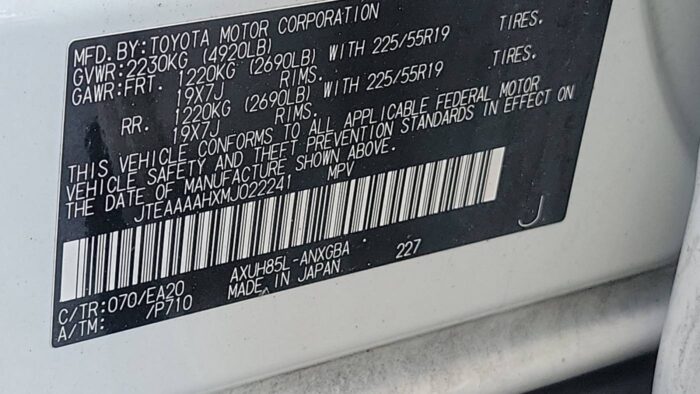 MFD.BY:TOYOTA MOTOR CORPORATION
GVWR:2230KG (4920LB)
GAWR:FRT. 1220KG (2690LB) WITH 225/55R19 TIRES.
19X7J RIMS.
RR. 1220KG (2690LB) WITH 225/55R19 TIRES.
19X7J RIMS.
THIS VEHICLE CONFORMS TO ALL APPLICABLE FEDERAL MOTOR
VEHICLE SAFETY AND THEFT PREVENTION STANDARDS IN EFFECT ON
THE DATE OF MANUFACTURE SHOWN ABOVE.
JTEAAAAHXMJ022241 MPV
J
C/TR:070/EA20 AXUH85L-ANXGBA 227
A/TM: /P710 MADE IN JAPAN